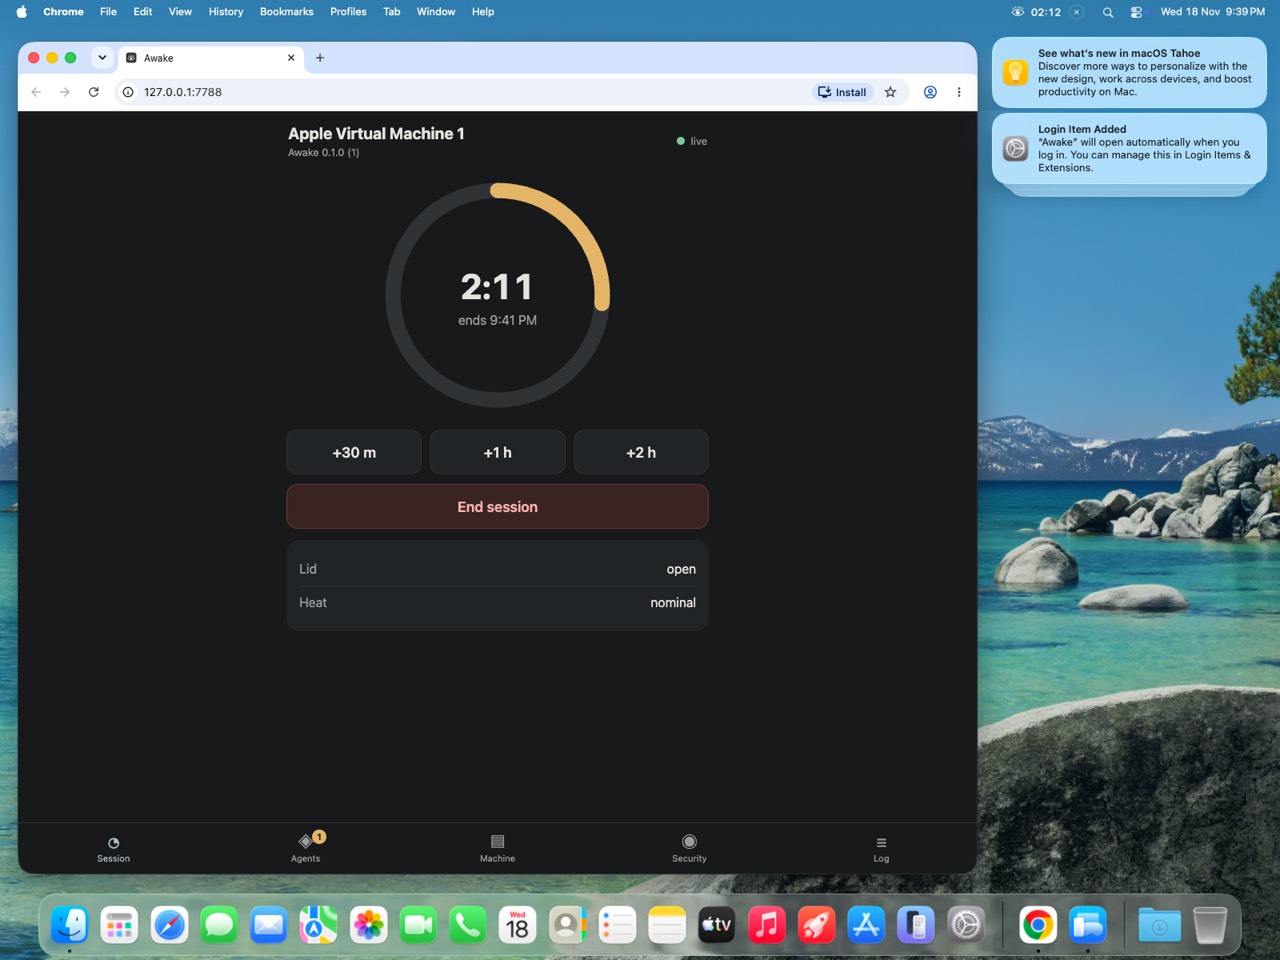 Chrome File Edit View History Bookmarks Profiles Tab Window Help
02:12
Wed 18 Nov 9:39 PM
Awake
127.0.0.1:7788
Install
Apple Virtual Machine 1
Awake 0.1.0 (1)
live
2:11
ends 9:41 PM
+30 m
+1 h
+2 h
End session
Lid
open
Heat
nominal
Session
1
Agents
Machine
Security
Log
See what's new in macOS Tahoe
Discover more ways to personalize with the
new design, work across devices, and boost
productivity on Mac.
Login Item Added
“Awake” will open automatically when you
log in. You can manage this in Login Items &
Extensions.
Wed
18
tv